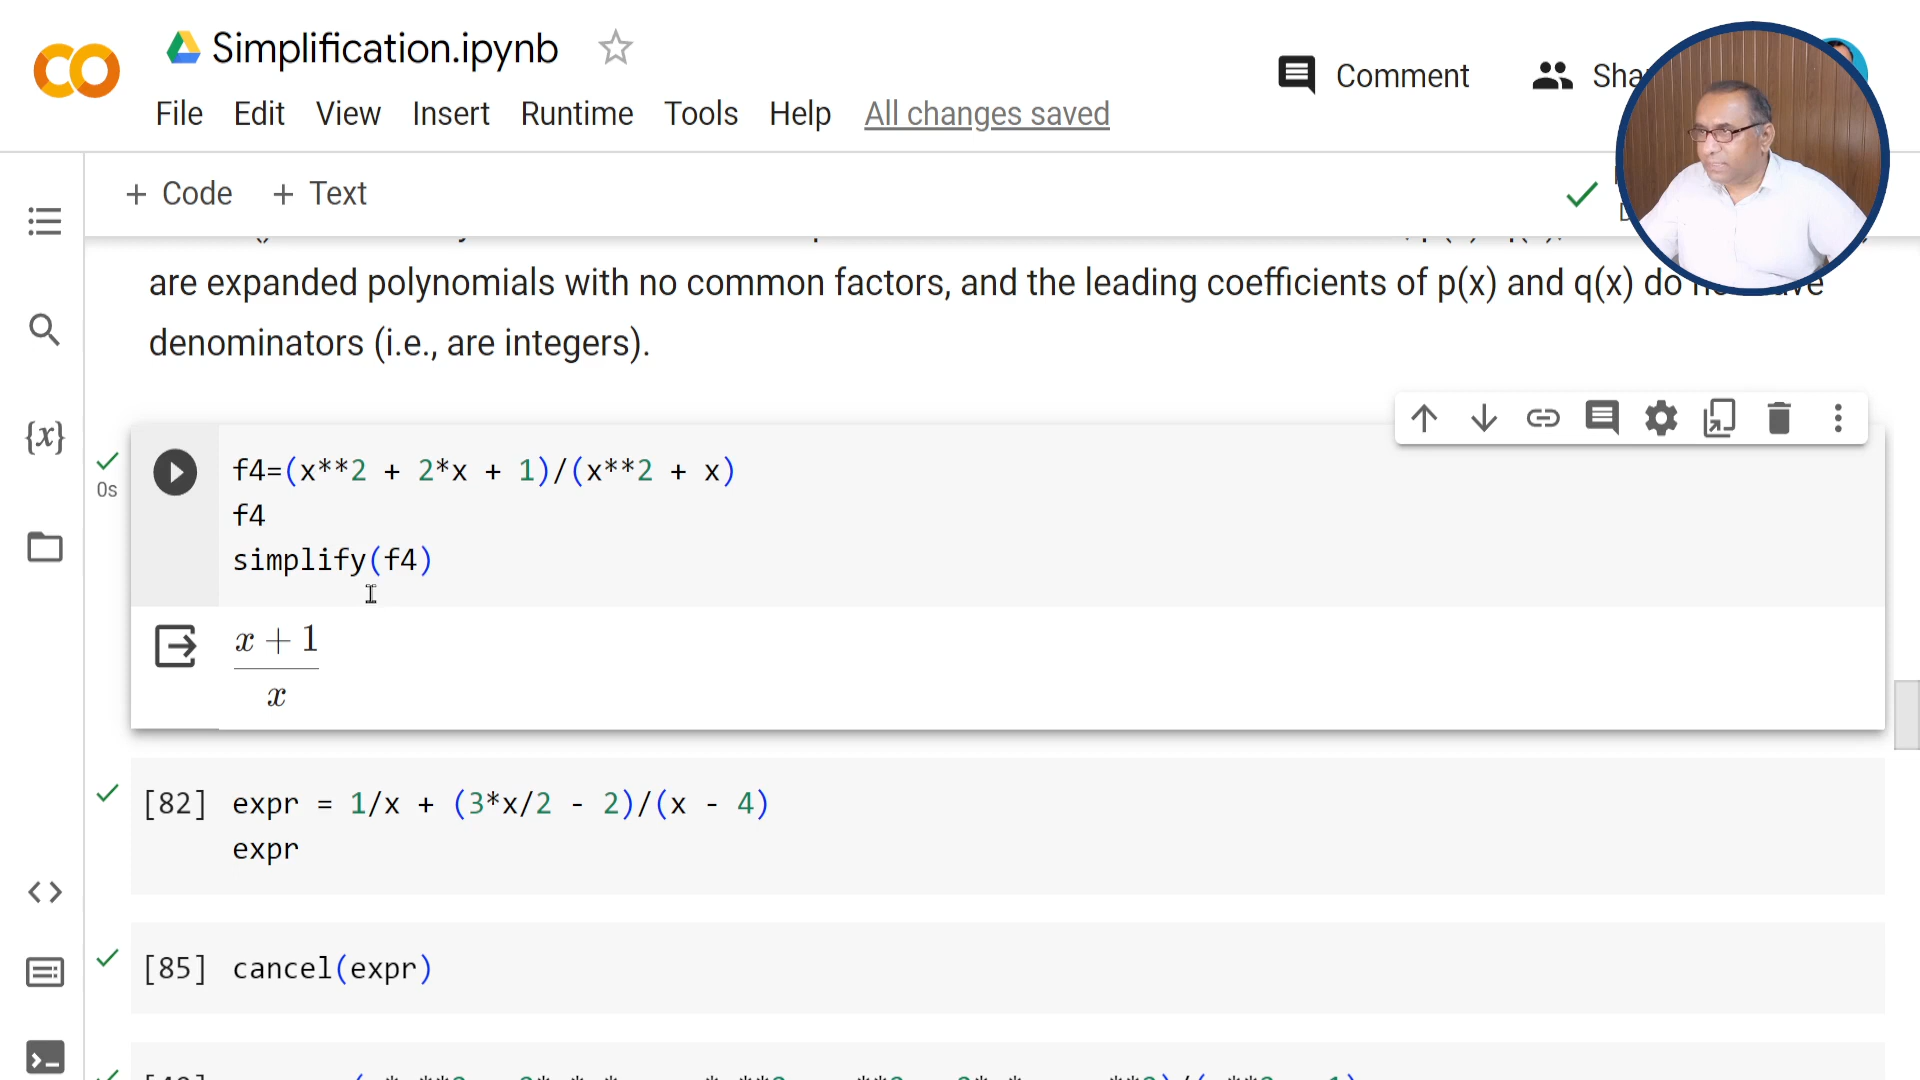 Simplification.ipynb
Comment
File Edit View Insert Runtime Tools Help All changes saved
+ Code + Text
are expanded polynomials with no common factors, and the leading coefficients of p(x) and q(x) do
denominators (i.e., are integers).
0s
f4=(x**2 + 2*x + 1)/(x**2 + x)
f4
simplify(f4)
x + 1
x
[82] expr = 1/x + (3*x/2 - 2)/(x - 4)
expr
[85] cancel(expr)